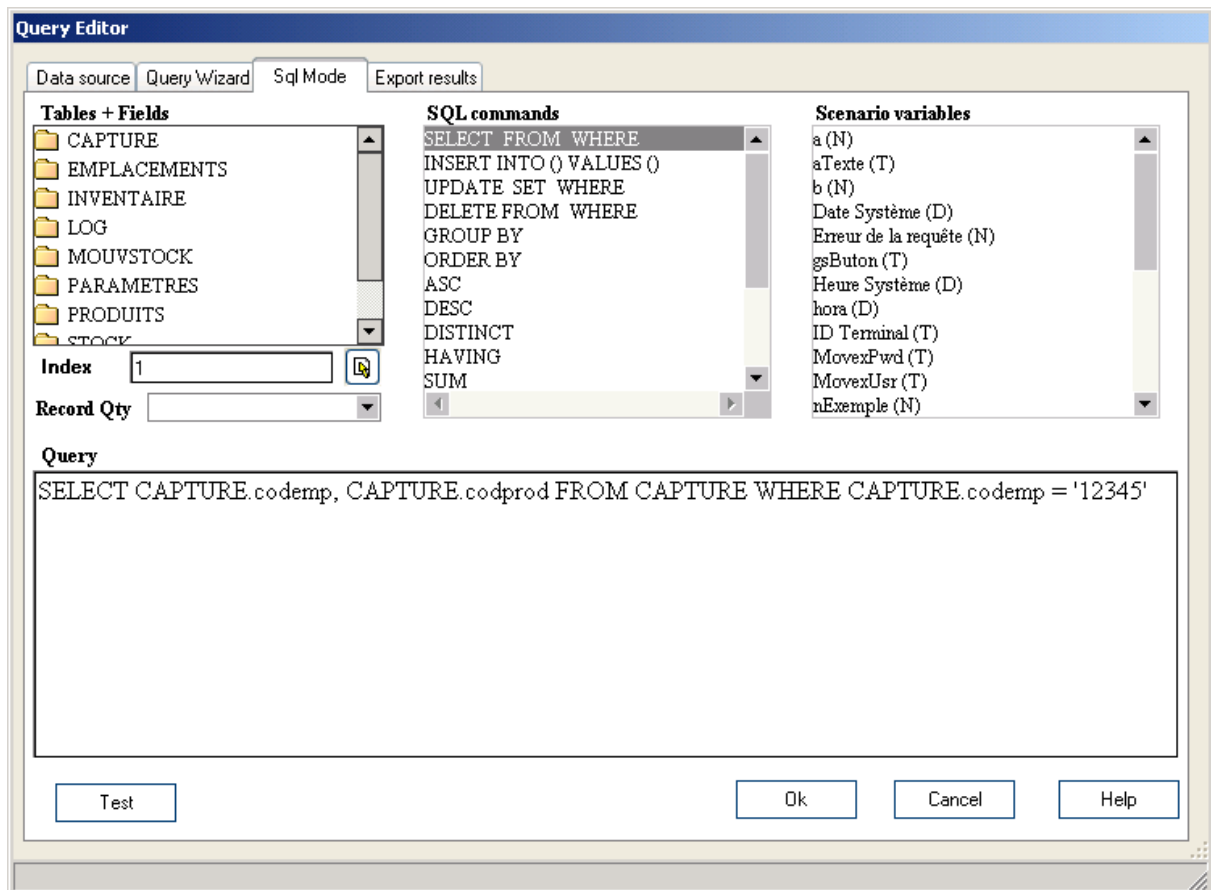 Query Editor
Data source Query Wizard Sql Mode Export results
Tables + Fields
CAPTURE
EMPLACEMENTS
INVENTAIRE
LOG
MOUVSTOCK
PARAMETRES
PRODUITS
STOCK
Index 1
Record Qty
SQL commands
SELECT FROM WHERE
INSERT INTO () VALUES ()
UPDATE SET WHERE
DELETE FROM WHERE
GROUP BY
ORDER BY
ASC
DESC
DISTINCT
HAVING
SUM
Scenario variables
a (N)
aTexte (T)
b (N)
Date Système (D)
Erreur de la requête (N)
gsButon (T)
Heure Système (D)
hora (D)
ID Terminal (T)
MovexPwd (T)
MovexUsr (T)
nExemple (N)
Query
SELECT CAPTURE.codemp, CAPTURE.codprod FROM CAPTURE WHERE CAPTURE.codemp = '12345'
Test Ok Cancel Help